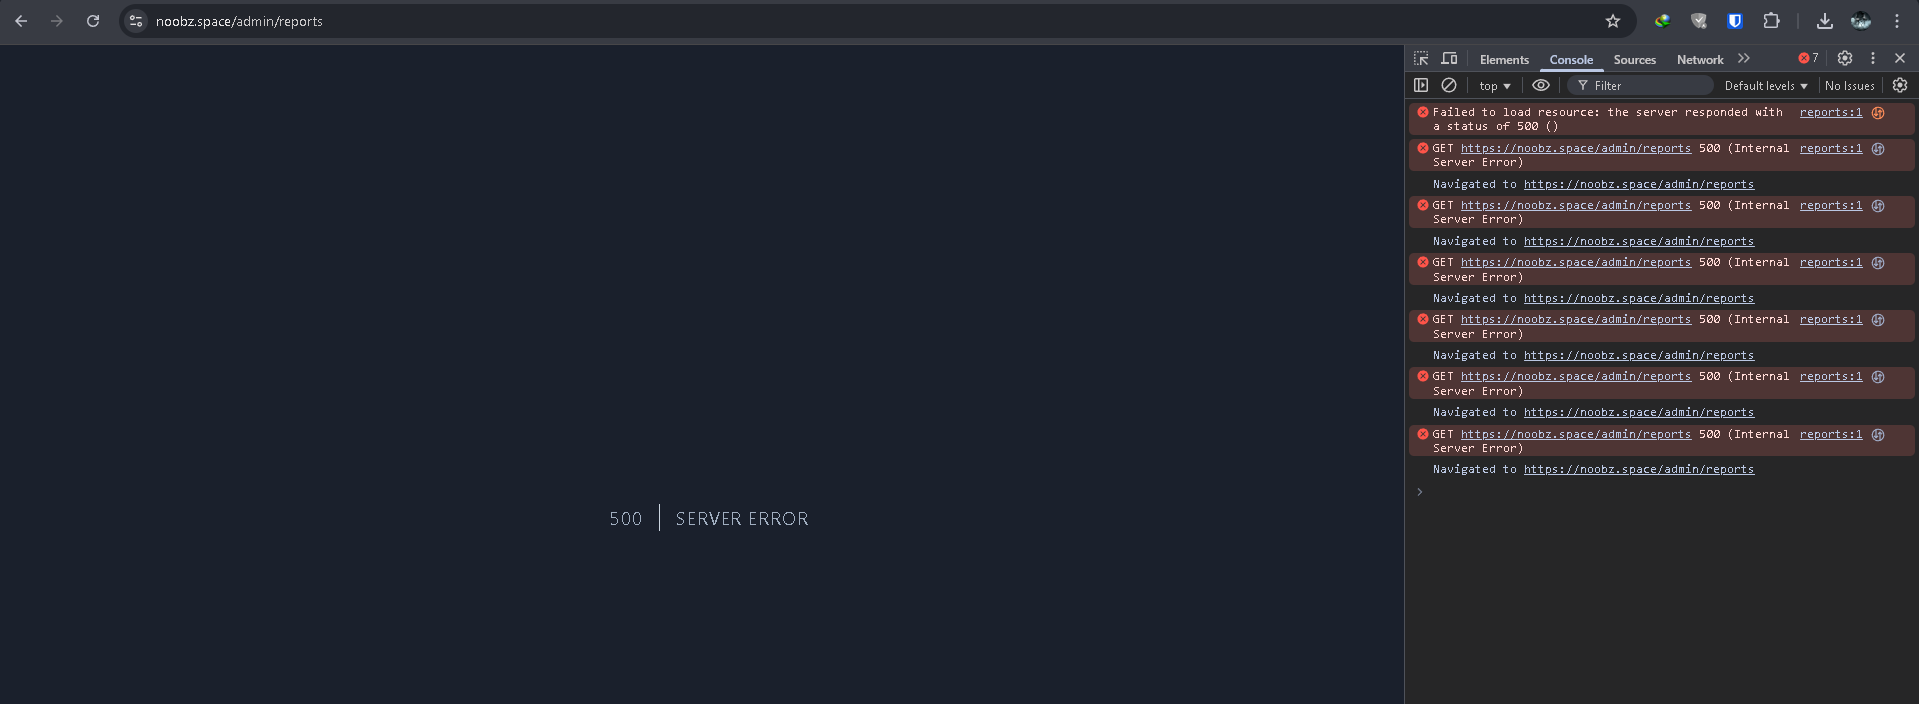 noobz.space/admin/reports
Elements Console Sources Network 7
top Filter Default levels No Issues
Failed to load resource: the server responded with reports:1
a status of 500 ()
GET https://noobz.space/admin/reports 500 (Internal reports:1
Server Error)
Navigated to https://noobz.space/admin/reports
GET https://noobz.space/admin/reports 500 (Internal reports:1
Server Error)
Navigated to https://noobz.space/admin/reports
GET https://noobz.space/admin/reports 500 (Internal reports:1
Server Error)
Navigated to https://noobz.space/admin/reports
GET https://noobz.space/admin/reports 500 (Internal reports:1
Server Error)
Navigated to https://noobz.space/admin/reports
GET https://noobz.space/admin/reports 500 (Internal reports:1
Server Error)
Navigated to https://noobz.space/admin/reports
GET https://noobz.space/admin/reports 500 (Internal reports:1
Server Error)
Navigated to https://noobz.space/admin/reports
500 SERVER ERROR